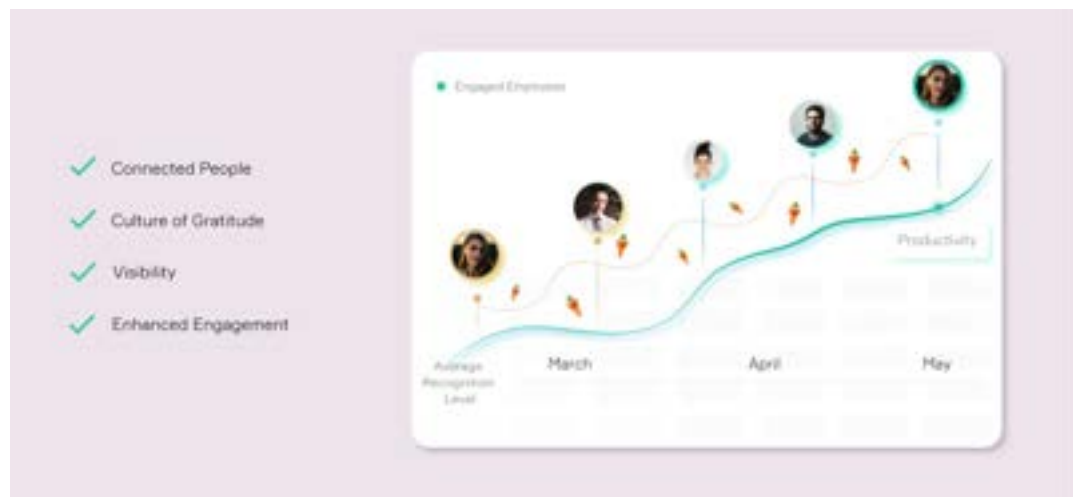 Connected People
Culture of Gratitude
Visibility
Enhanced Engagement
Engaged Employees
Productivity
Average
Recognition
Level
March
April
May